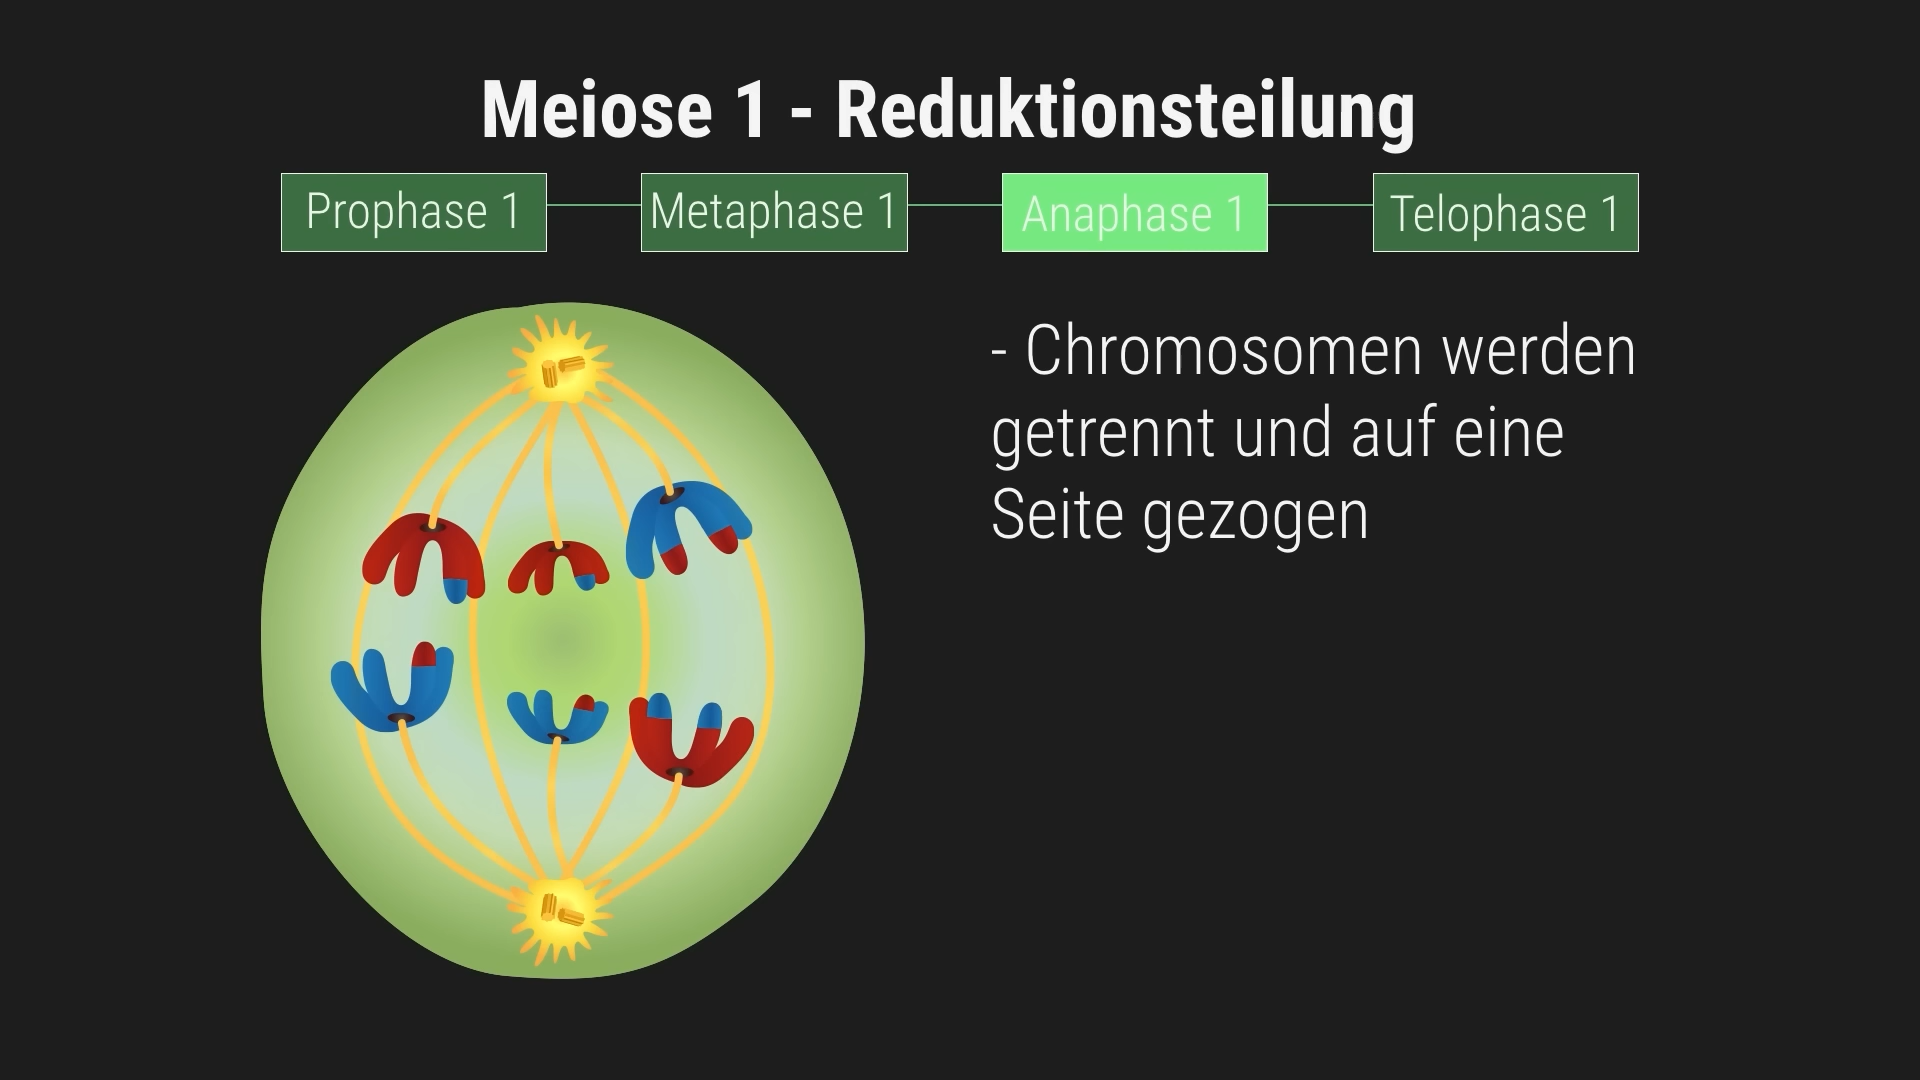 Meiose 1 - Reduktionsteilung
Prophase 1
Metaphase 1
Anaphase 1
Telophase 1
- Chromosomen werden
getrennt und auf eine
Seite gezogen